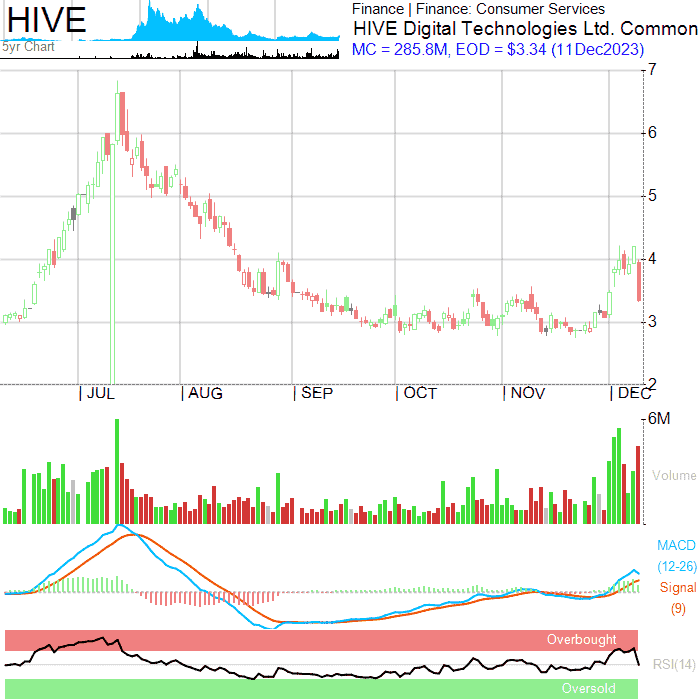 HIVE
5yr Chart
Finance | Finance: Consumer Services
HIVE Digital Technologies Ltd. Common
MC = 285.8M, EOD = $3.34 (11Dec2023)
7
6
5
4
3
2
JUL AUG SEP OCT NOV DEC
6M
Volume
MACD
(12-26)
Signal
(9)
Overbought
RSI(14)
Oversold